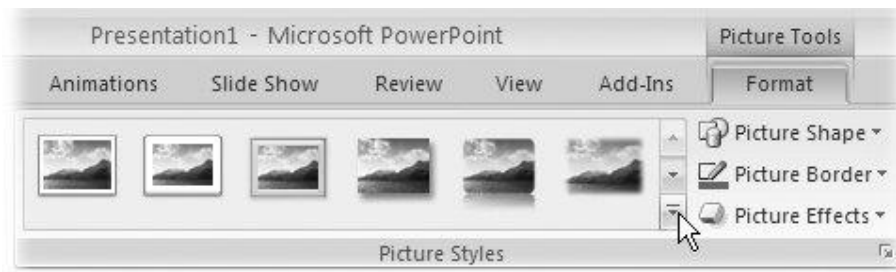 Presentation1 - Microsoft PowerPoint
Picture Tools
Animations Slide Show Review View Add-Ins Format
Picture Shape
Picture Border
Picture Effects
Picture Styles